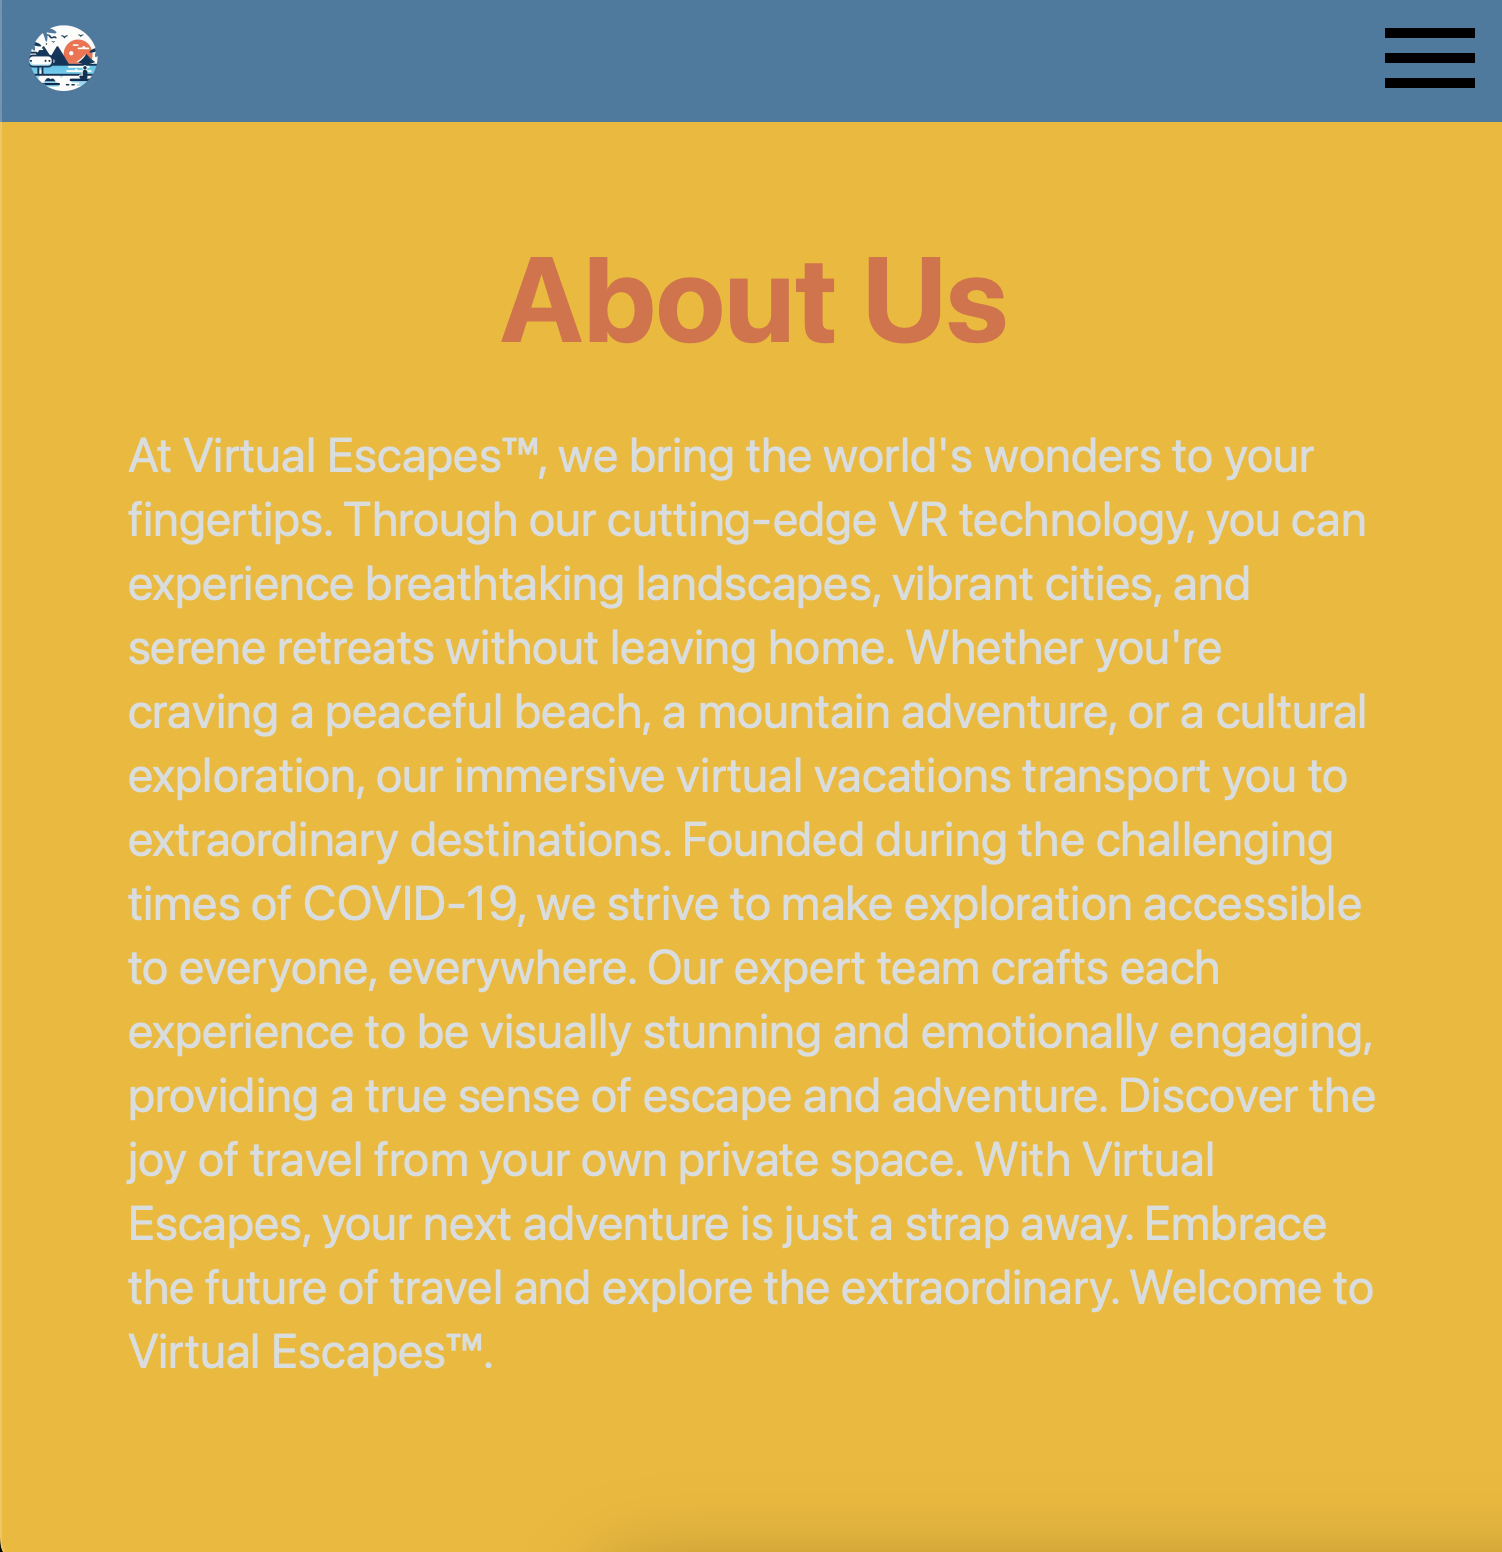 About Us
At Virtual Escapes™, we bring the world's wonders to your
fingertips. Through our cutting-edge VR technology, you can
experience breathtaking landscapes, vibrant cities, and
serene retreats without leaving home. Whether you're
craving a peaceful beach, a mountain adventure, or a cultural
exploration, our immersive virtual vacations transport you to
extraordinary destinations. Founded during the challenging
times of COVID-19, we strive to make exploration accessible
to everyone, everywhere. Our expert team crafts each
experience to be visually stunning and emotionally engaging,
providing a true sense of escape and adventure. Discover the
joy of travel from your own private space. With Virtual
Escapes, your next adventure is just a strap away. Embrace
the future of travel and explore the extraordinary. Welcome to
Virtual Escapes™.